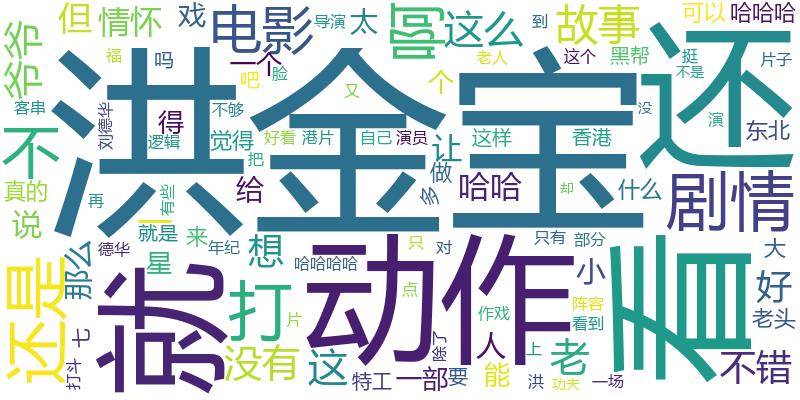 洪金宝
还
看
就
动作
剧情
还是
打
不
电影
啊
这么
故事
爷爷
但
情怀
戏
导演
太
到
可以
哈哈哈
福
吗
一个
吧
脸
老人
这个
黑帮
个
挺
不是
片子
客串
刘德华
逻辑
得
不够
觉得
又
好看
港片
自己
演员
让
这样
香港
没
演
东北
真的
说
再
有些
一
给
把
多
做
哈哈
却
什么
那么
德华
就是
来
年纪
星
想
哈哈哈哈
只
对
只有
部分
小
大
好
老头
七
打斗
没有
片
这
点
特工
一部
除了
要
作戏
人
能
上
洪
老
阵容
看到
功夫
一场
不错